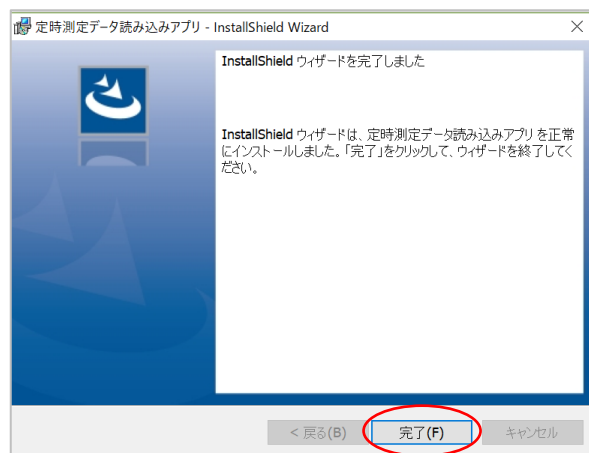 定時測定データ読み込みアプリ - InstallShield Wizard
InstallShield ウィザードを完了しました
InstallShield ウィザードは、定時測定データ読み込みアプリ を正常
にインストールしました。「完了」をクリックして、ウィザードを終了してく
ださい。
< 戻る(B)
完了(F)
キャンセル